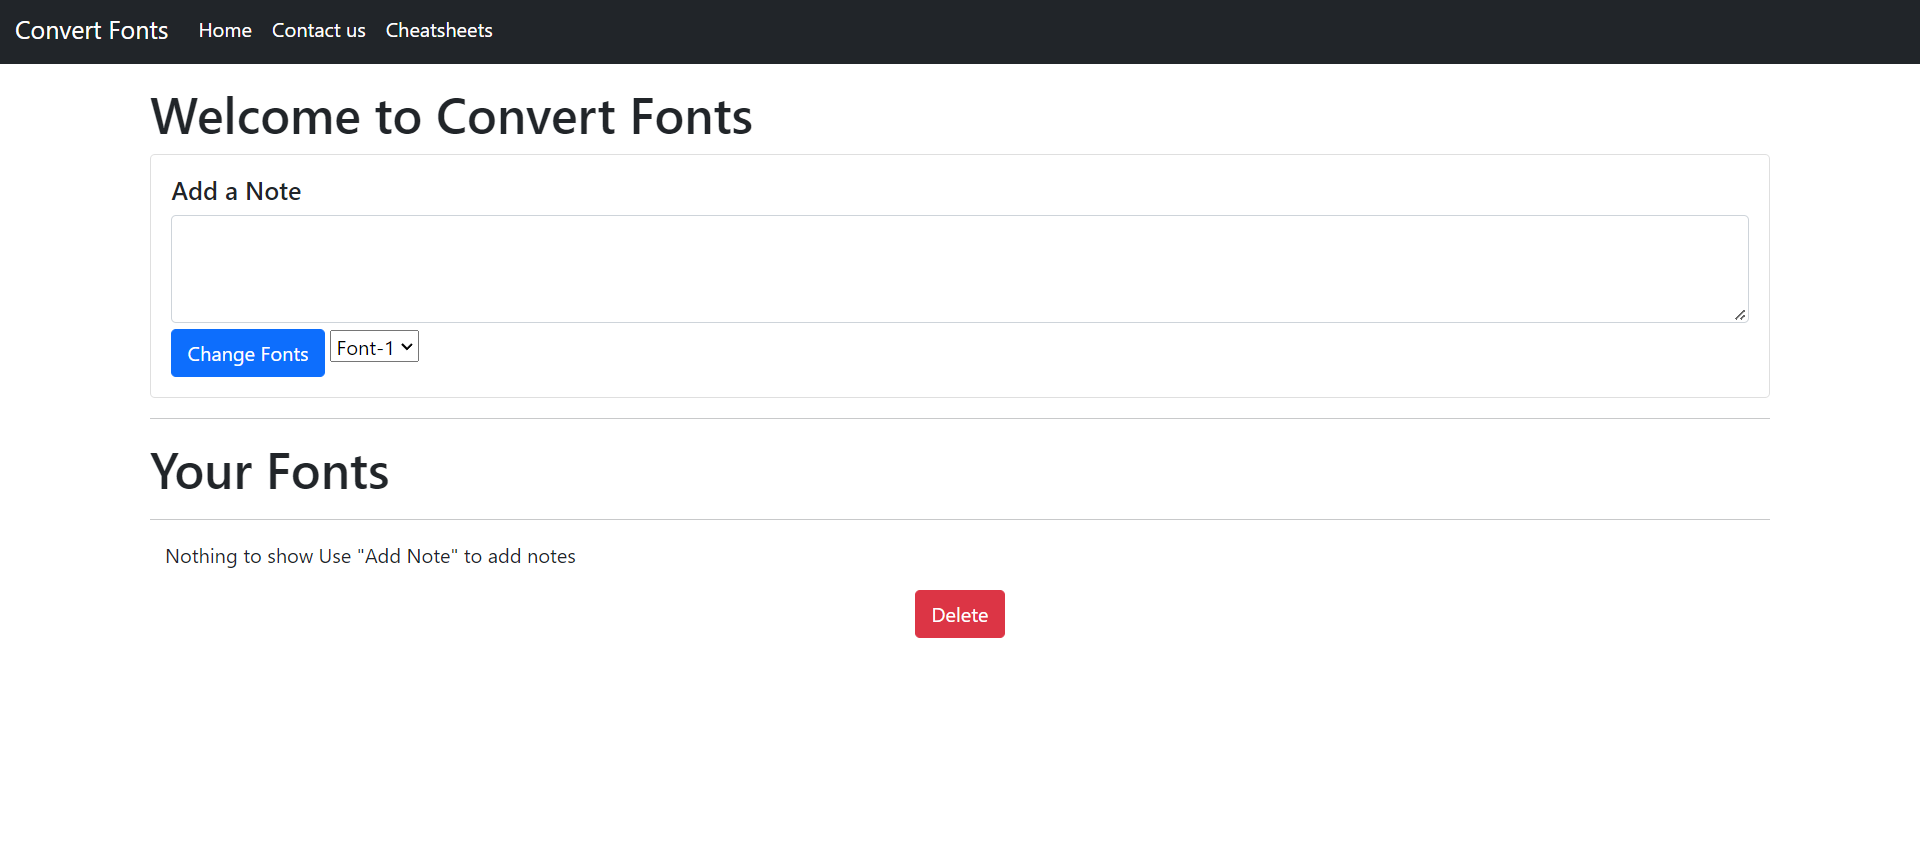 Convert Fonts Home Contact us Cheatsheets
Welcome to Convert Fonts
Add a Note
Change Fonts Font-1
Your Fonts
Nothing to show Use "Add Note" to add notes
Delete